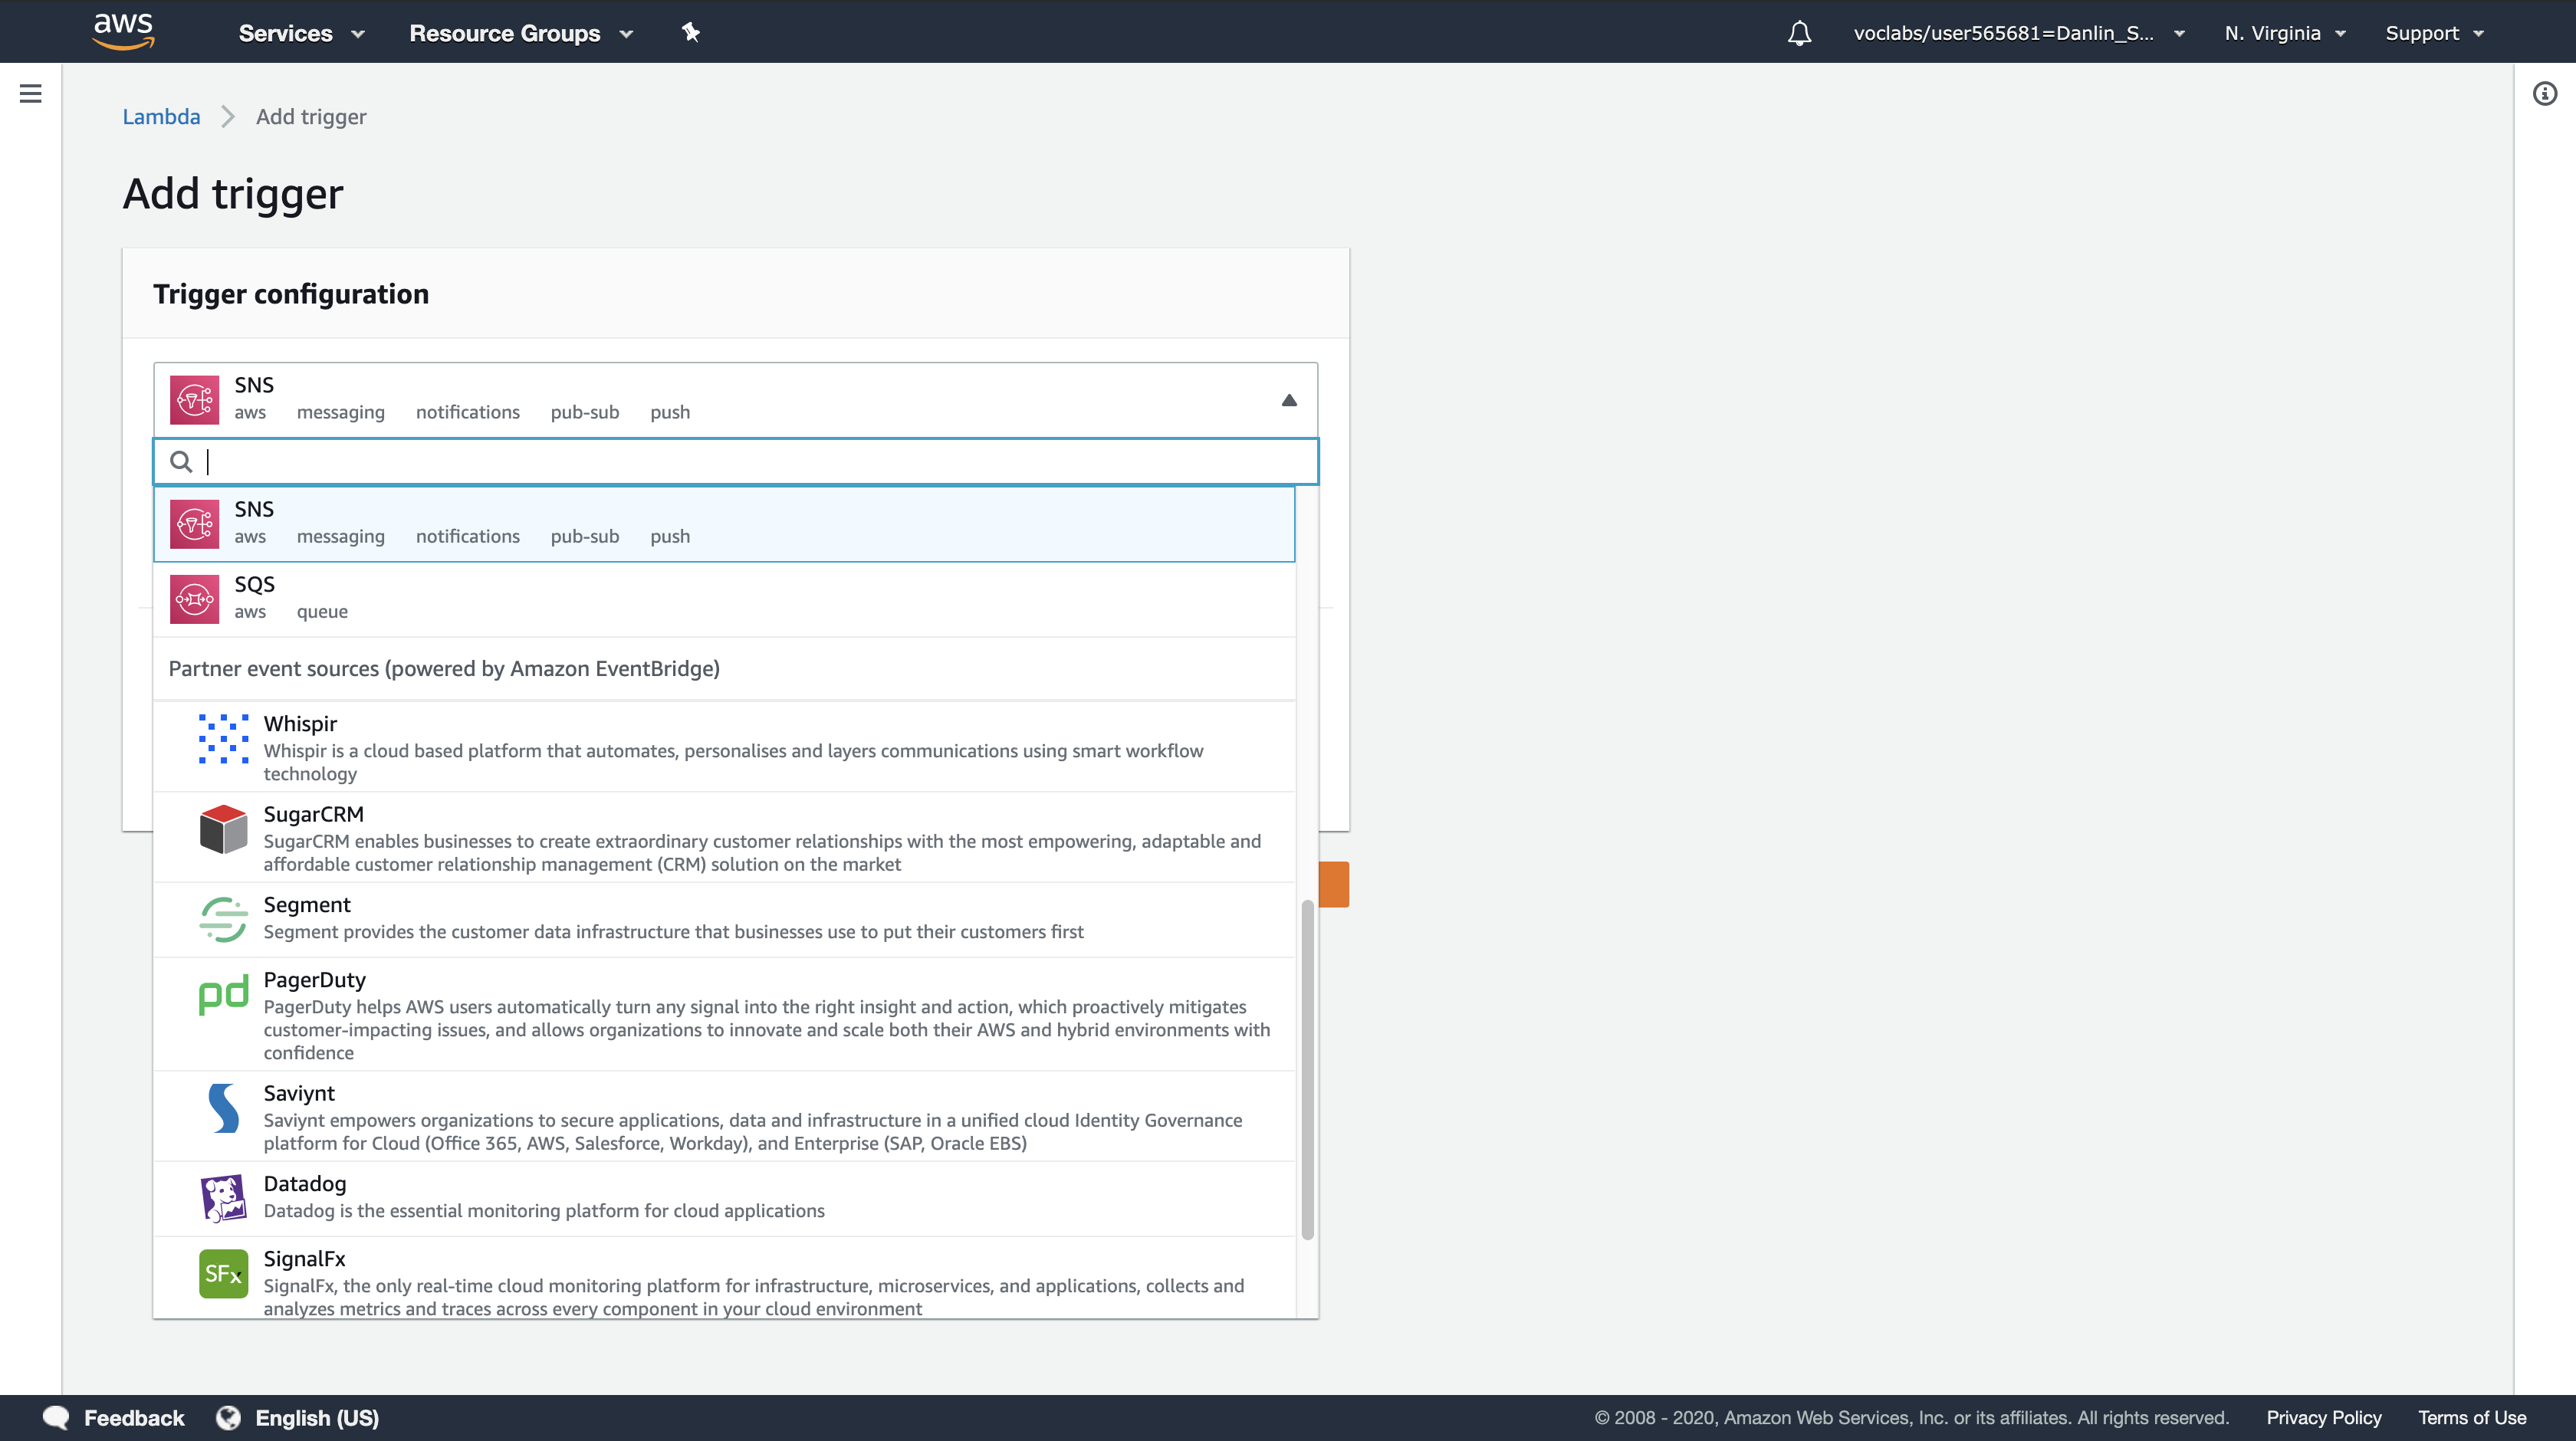 aws
Services
Resource Groups
voclabs/user565681=Danlin_S...
N. Virginia
Support
Lambda
Add trigger
Add trigger
Trigger configuration
SNS
aws messaging notifications pub-sub push
SNS
aws messaging notifications pub-sub push
SQS
aws queue
Partner event sources (powered by Amazon EventBridge)
Whispir
Whispir is a cloud based platform that automates, personalises and layers communications using smart workflow
technology
SugarCRM
SugarCRM enables businesses to create extraordinary customer relationships with the most empowering, adaptable and
affordable customer relationship management (CRM) solution on the market
Segment
Segment provides the customer data infrastructure that businesses use to put their customers first
pd
PagerDuty
PagerDuty helps AWS users automatically turn any signal into the right insight and action, which proactively mitigates
customer-impacting issues, and allows organizations to innovate and scale both their AWS and hybrid environments with
confidence
Saviynt
Saviynt empowers organizations to secure applications, data and infrastructure in a unified cloud Identity Governance
platform for Cloud (Office 365, AWS, Salesforce, Workday), and Enterprise (SAP, Oracle EBS)
Datadog
Datadog is the essential monitoring platform for cloud applications
SFx
SignalFx
SignalFx, the only real-time cloud monitoring platform for infrastructure, microservices, and applications, collects and
analyzes metrics and traces across every component in your cloud environment
Feedback
English (US)
© 2008 - 2020, Amazon Web Services, Inc. or its affiliates. All rights reserved.
Privacy Policy
Terms of Use